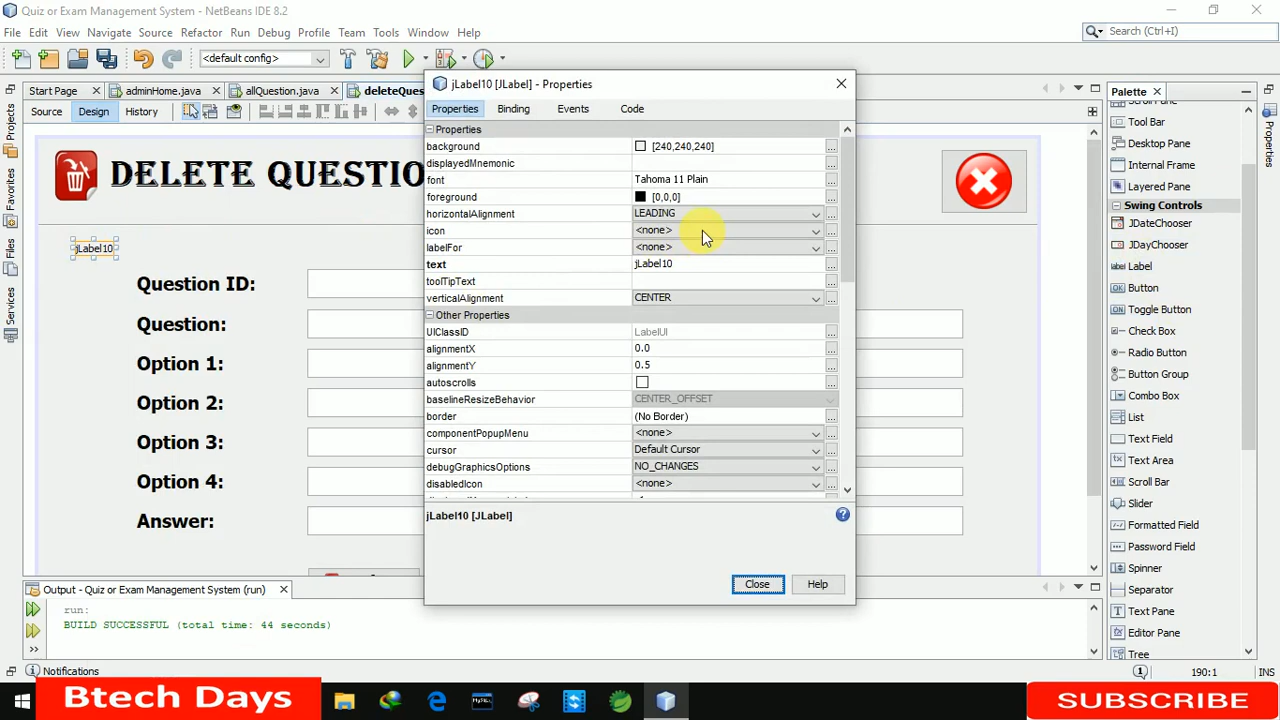 Quiz or Exam Management System - NetBeans IDE 8.2
File Edit View Navigate Source Refactor Run Debug Profile Team Tools Window Help
Search (Ctrl+I)
<default config>
Start Page adminHome.java allQuestion.java deleteQues
Source Design History
Projects
Favorites
Files
Services
DELETE QUESTIO
jLabel10
Question ID:
Question:
Option 1:
Option 2:
Option 3:
Option 4:
Answer:
jLabel10 [JLabel] - Properties
Properties Binding Events Code
Properties
background [240,240,240] ...
displayedMnemonic ...
font Tahoma 11 Plain ...
foreground [0,0,0] ...
horizontalAlignment LEADING ...
icon <none> ...
labelFor <none> ...
text jLabel10 ...
toolTipText ...
verticalAlignment CENTER ...
Other Properties
UIClassID LabelUI ...
alignmentX 0.0 ...
alignmentY 0.5 ...
autoscrolls ...
baselineResizeBehavior CENTER_OFFSET ...
border (No Border) ...
componentPopupMenu <none> ...
cursor Default Cursor ...
debugGraphicsOptions NO_CHANGES ...
disabledIcon <none> ...
jLabel10 [JLabel]
Close Help
Palette
Scroll Bar
Tool Bar
Desktop Pane
Internal Frame
Layered Pane
Swing Controls
JDateChooser
JDayChooser
Label
Button
Toggle Button
Check Box
Radio Button
Button Group
Combo Box
List
Text Field
Text Area
Slider
Formatted Field
Password Field
Spinner
Separator
Text Pane
Editor Pane
Tree
Properties
Output - Quiz or Exam Management System (run)
run:
BUILD SUCCESSFUL (total time: 44 seconds)
Notifications
190:1 INS
Btech Days
SUBSCRIBE